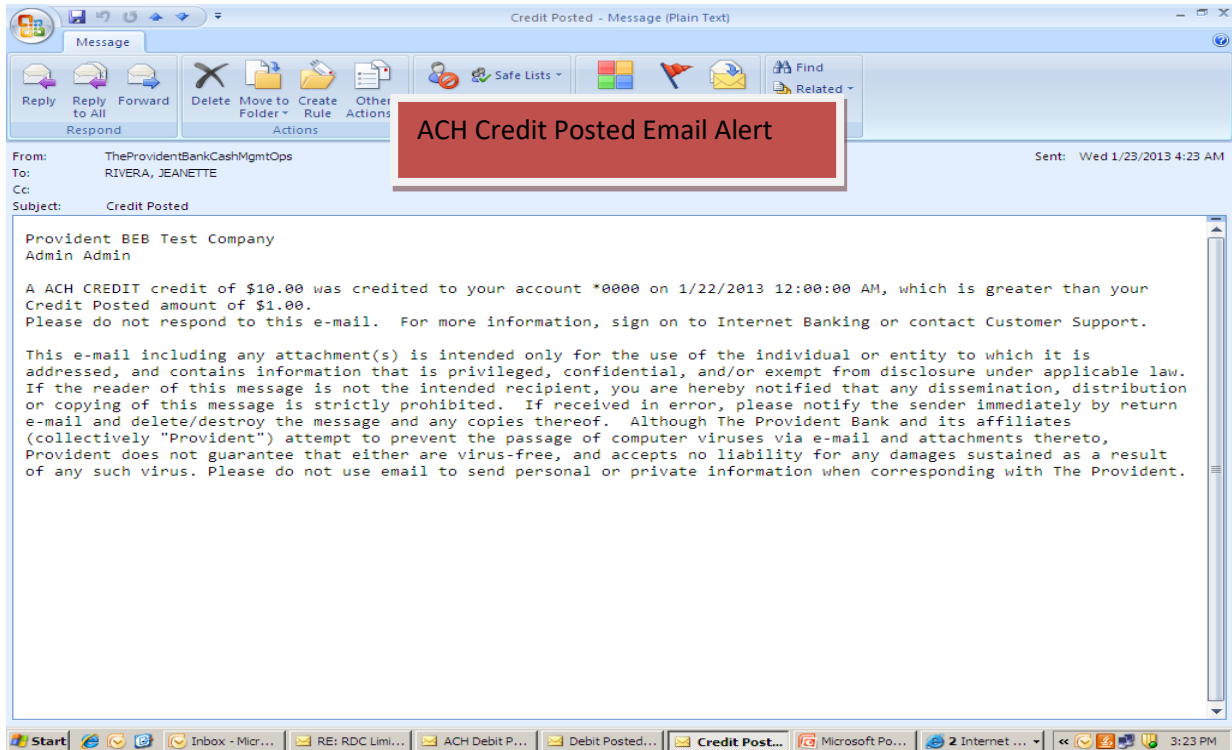 Credit Posted - Message (Plain Text)
Message
Reply
Reply to All
Forward
Delete
Move to Folder
Create Rule
Other Actions
Safe Lists
Find
Related
Respond
Actions
ACH Credit Posted Email Alert
From: TheProvidentBankCashMgmtOps
Sent: Wed 1/23/2013 4:23 AM
To: RIVERA, JEANETTE
Cc:
Subject: Credit Posted
Provident BEB Test Company
Admin Admin
A ACH CREDIT credit of $10.00 was credited to your account *0000 on 1/22/2013 12:00:00 AM, which is greater than your
Credit Posted amount of $1.00.
Please do not respond to this e-mail.  For more information, sign on to Internet Banking or contact Customer Support.
This e-mail including any attachment(s) is intended only for the use of the individual or entity to which it is
addressed, and contains information that is privileged, confidential, and/or exempt from disclosure under applicable law.
If the reader of this message is not the intended recipient, you are hereby notified that any dissemination, distribution
or copying of this message is strictly prohibited.  If received in error, please notify the sender immediately by return
e-mail and delete/destroy the message and any copies thereof.  Although The Provident Bank and its affiliates
(collectively "Provident") attempt to prevent the passage of computer viruses via e-mail and attachments thereto,
Provident does not guarantee that either are virus-free, and accepts no liability for any damages sustained as a result
of any such virus. Please do not use email to send personal or private information when corresponding with The Provident.
Start
Inbox - Micr...
RE: RDC Limi...
ACH Debit P...
Debit Posted...
Credit Post...
Microsoft Po...
2 Internet ...
3:23 PM